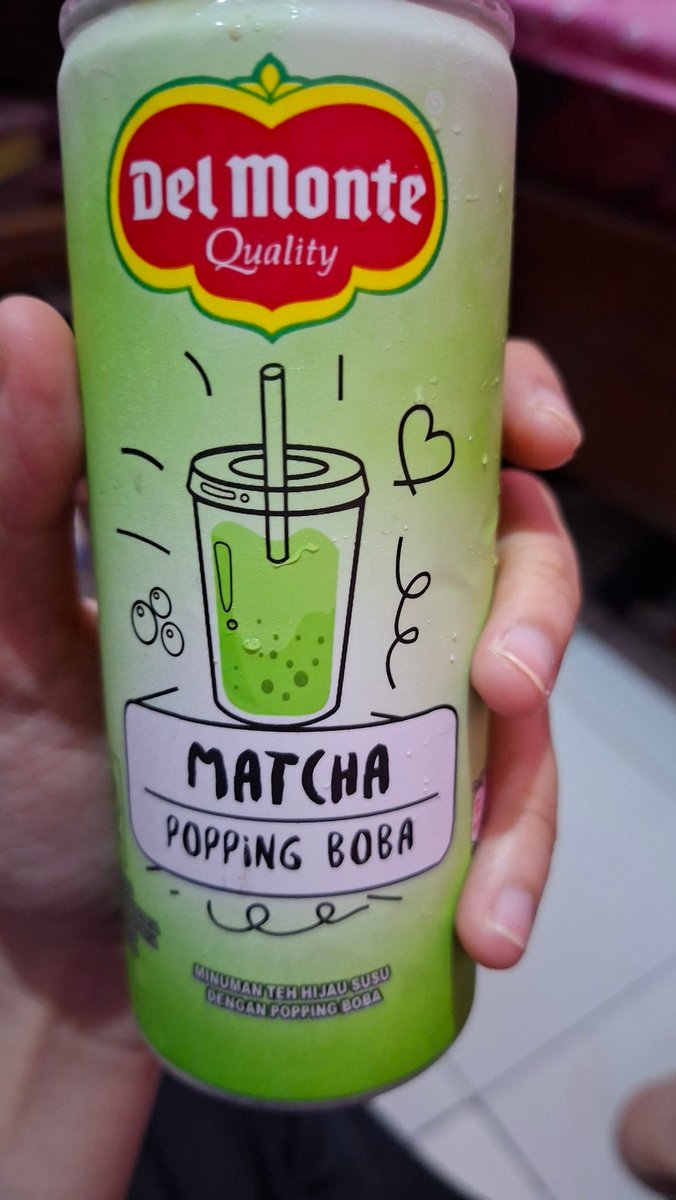 Del Monte
Quality
MATCHA
POPPiNG BOBA
MINUMAN TEH HIJAU SUSU
DENGAN POPPING BOBA